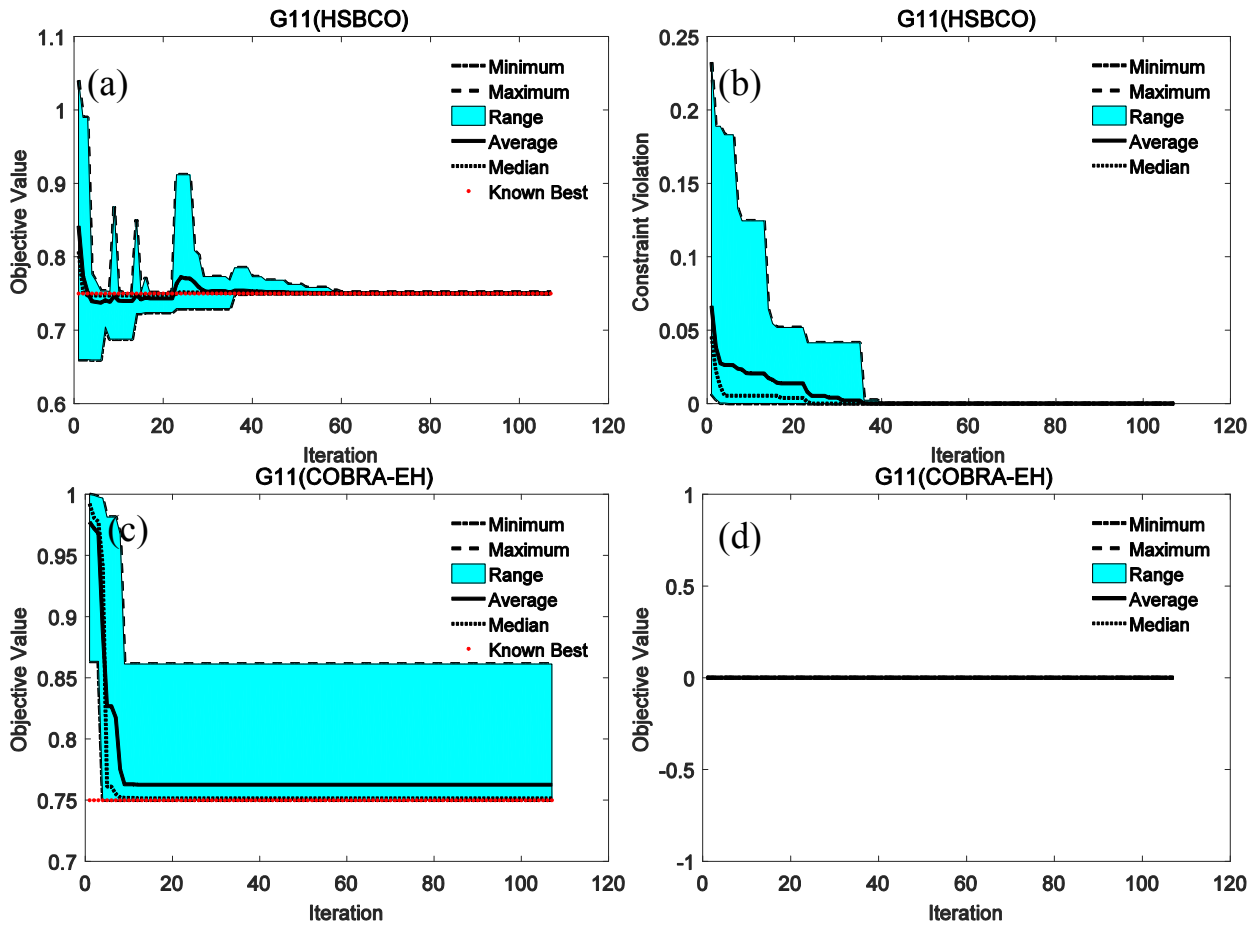 G11(HSBCO)
(a)
Objective Value
1.1
1
0.9
0.8
0.7
0.6
Minimum
Maximum
Range
Average
Median
Known Best
0
20
40
60
80
100
120
Iteration
G11(HSBCO)
(b)
Constraint Violation
0.25
0.2
0.15
0.1
0.05
0
Minimum
Maximum
Range
Average
Median
0
20
40
60
80
100
120
Iteration
G11(COBRA-EH)
(c)
Objective Value
1
0.95
0.9
0.85
0.8
0.75
0.7
Minimum
Maximum
Range
Average
Median
Known Best
0
20
40
60
80
100
120
Iteration
G11(COBRA-EH)
(d)
Objective Value
1
0.5
0
-0.5
-1
Minimum
Maximum
Range
Average
Median
0
20
40
60
80
100
120
Iteration